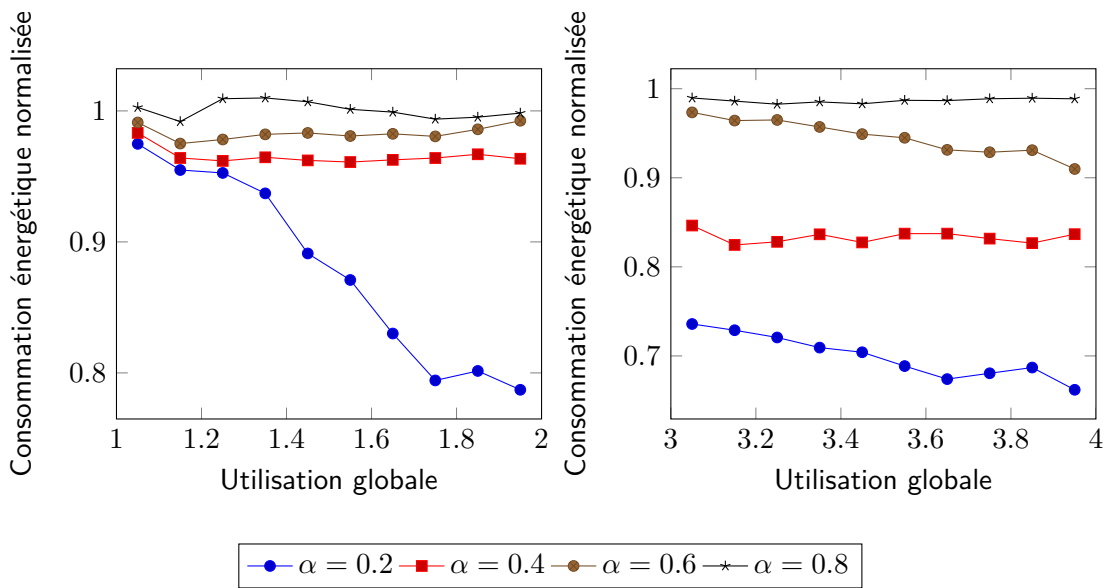 1 1.2 1.4 1.6 1.8 2
0.8
0.9
1
Utilisation globale
Consommation énergétique normalisée
3 3.2 3.4 3.6 3.8 4
0.7
0.8
0.9
1
Utilisation globale
Consommation énergétique normalisée
α = 0.2 α = 0.4 α = 0.6 α = 0.8